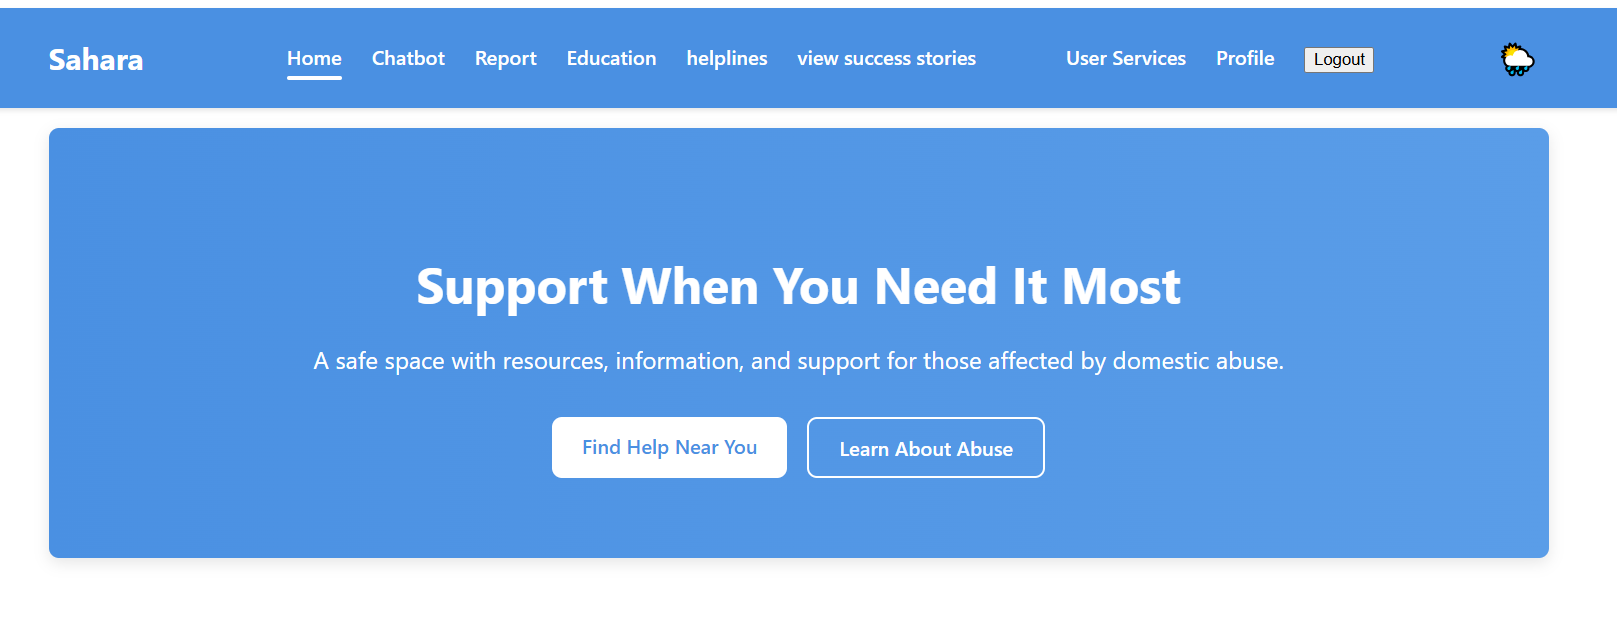 Sahara Home Chatbot Report Education helplines view success stories User Services Profile Logout
Support When You Need It Most
A safe space with resources, information, and support for those affected by domestic abuse.
Find Help Near You Learn About Abuse